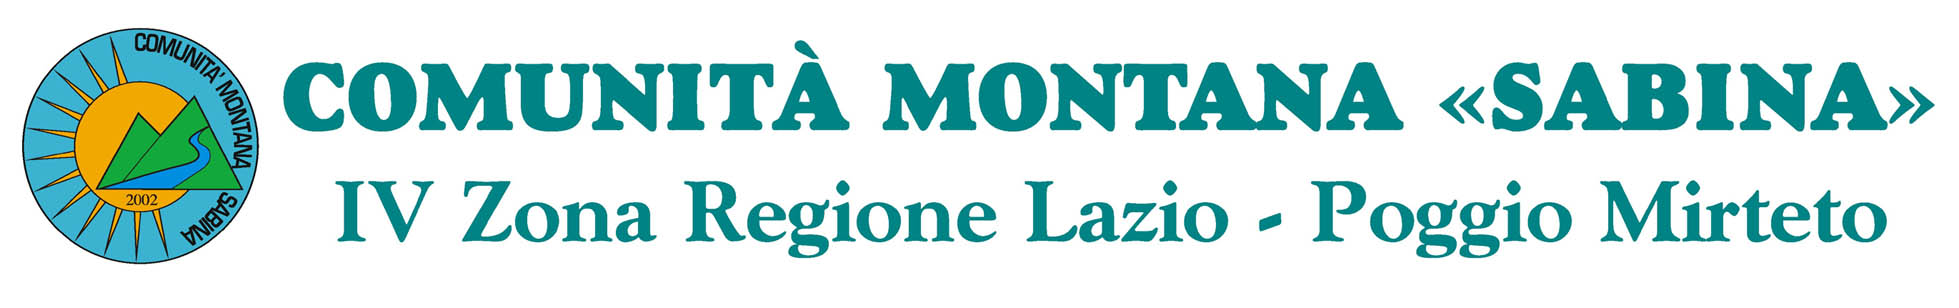 COMUNITA' MONTANA
SABINA
2002
COMUNITÀ MONTANA «SABINA»
IV Zona Regione Lazio - Poggio Mirteto